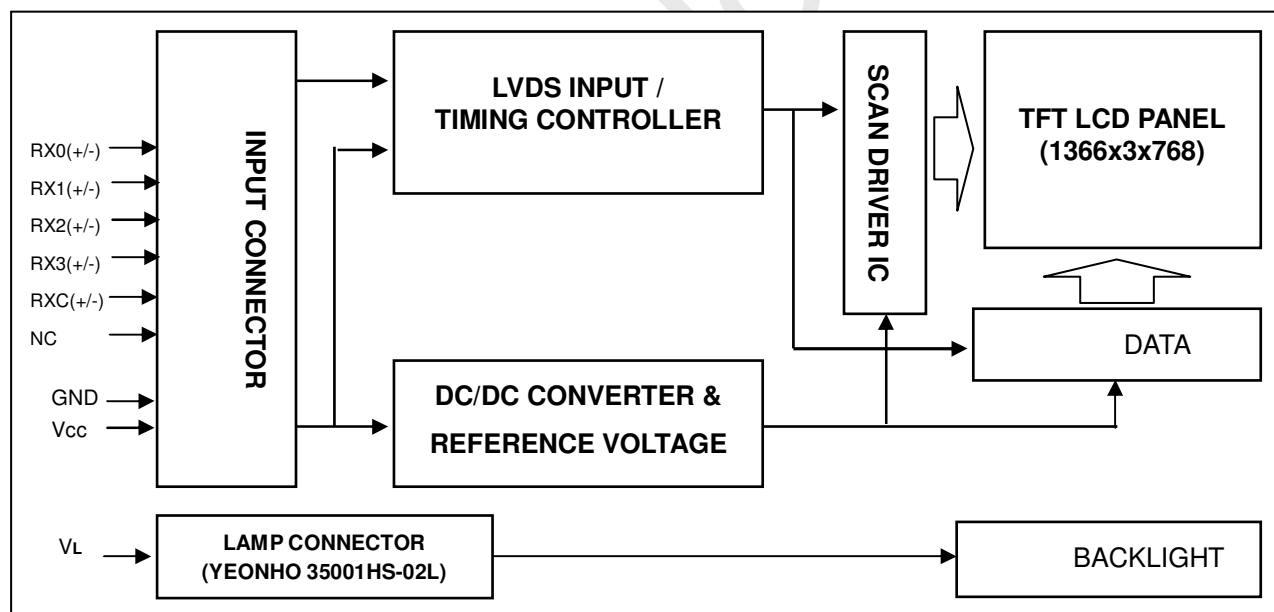 RX0(+/-)
RX1(+/-)
RX2(+/-)
RX3(+/-)
RXC(+/-)
NC
GND
Vcc
INPUT CONNECTOR
LVDS INPUT /
TIMING CONTROLLER
DC/DC CONVERTER &
REFERENCE VOLTAGE
SCAN DRIVER IC
TFT LCD PANEL
(1366x3x768)
DATA
VL
LAMP CONNECTOR
(YEONHO 35001HS-02L)
BACKLIGHT